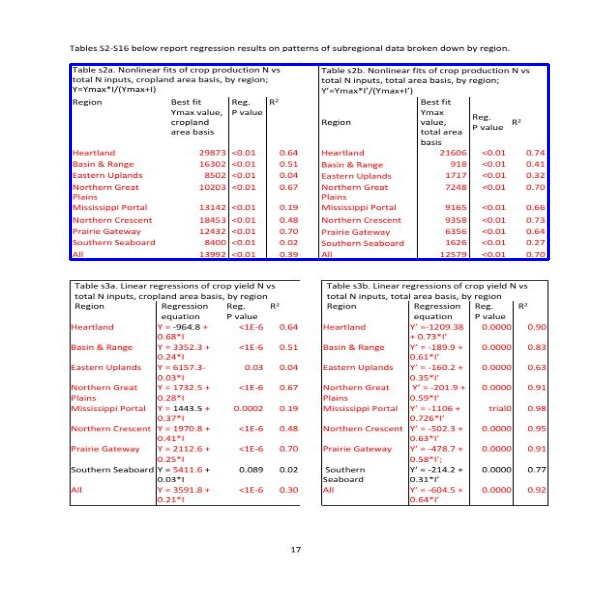 Tables S2-S16 below report regression results on patterns of subregional data broken down by region.
Table s2a. Nonlinear fits of crop production N vs
total N inputs, cropland area basis, by region;
Y=Ymax*I/(Ymax+I)
Region Best fit Reg. R²
Ymax value, P value
cropland
area basis
Heartland 29873 <0.01 0.64
Basin & Range 16302 <0.01 0.51
Eastern Uplands 8502 <0.01 0.04
Northern Great 10203 <0.01 0.67
Plains
Mississippi Portal 13142 <0.01 0.19
Northern Crescent 18453 <0.01 0.48
Prairie Gateway 12432 <0.01 0.70
Southern Seaboard 8400 <0.01 0.02
All 13992 <0.01 0.39
Table s2b. Nonlinear fits of crop production N vs
total N inputs, total area basis, by region;
Y'=Ymax*I'/(Ymax+I')
Best fit
Ymax
value, Reg.
Region P value R²
total area
basis
Heartland 21606 <0.01 0.74
Basin & Range 918 <0.01 0.41
Eastern Uplands 1717 <0.01 0.32
Northern Great 7248 <0.01 0.70
Plains
Mississippi Portal 9165 <0.01 0.66
Northern Crescent 9358 <0.01 0.73
Prairie Gateway 6356 <0.01 0.64
Southern Seaboard 1626 <0.01 0.27
All 12579 <0.01 0.70
Table s3a. Linear regressions of crop yield N vs
total N inputs, cropland area basis, by region
Region Regression Reg. R²
equation P value
Heartland Y = -964.8 + <1E-6 0.64
0.68*I
Basin & Range Y = 3352.3 + <1E-6 0.51
0.24*I
Eastern Uplands Y = 6157.3- 0.03 0.04
0.03*I
Northern Great Y = 1732.5 + <1E-6 0.67
Plains 0.28*I
Mississippi Portal Y = 1443.5 + 0.0002 0.19
0.37*I
Northern Crescent Y = 1970.8 + <1E-6 0.48
0.41*I
Prairie Gateway Y = 2112.6 + <1E-6 0.70
0.25*I
Southern Seaboard Y = 5411.6 + 0.089 0.02
0.03*I
All Y = 3591.8 + <1E-6 0.30
0.21*I
Table s3b. Linear regressions of crop yield N vs
total N inputs, total area basis, by region
Region Regression Reg. R²
equation P value
Heartland Y' =-1209.38 0.0000 0.90
+ 0.73*I'
Basin & Range Y' = -189.9 + 0.0000 0.83
0.61*I'
Eastern Uplands Y' = -160.2 + 0.0000 0.63
0.35*I'
Northern Great Y' = -201.9 + 0.0000 0.91
Plains 0.59*I'
Mississippi Portal Y' = -1106 + trial0 0.98
0.726*I'
Northern Crescent Y' = -502.3 + 0.0000 0.95
0.63*I'
Prairie Gateway Y' = -478.7 + 0.0000 0.91
0.58*I';
Southern Y' = -214.2 + 0.0000 0.77
Seaboard 0.31*I'
All Y' = -604.5 + 0.0000 0.92
0.64*I'
17